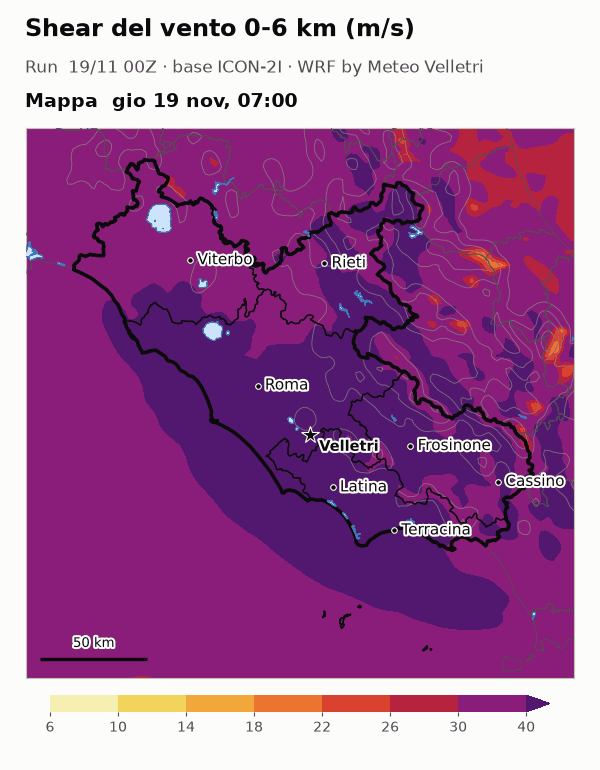 Shear del vento 0-6 km (m/s)
Run  19/11 00Z · base ICON-2I · WRF by Meteo Velletri
Mappa  gio 19 nov, 07:00
Viterbo
Rieti
Roma
Velletri
Frosinone
Latina
Cassino
Terracina
50 km
6 10 14 18 22 26 30 40